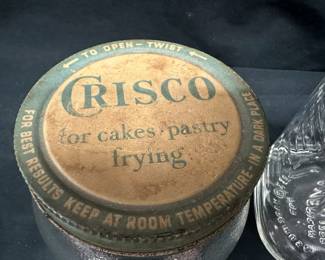 TO OPEN - TWIST
CRISCO
for cakes · pastry
frying
FOR BEST RESULTS KEEP AT ROOM TEMPERATURE - IN A DARK PLACE